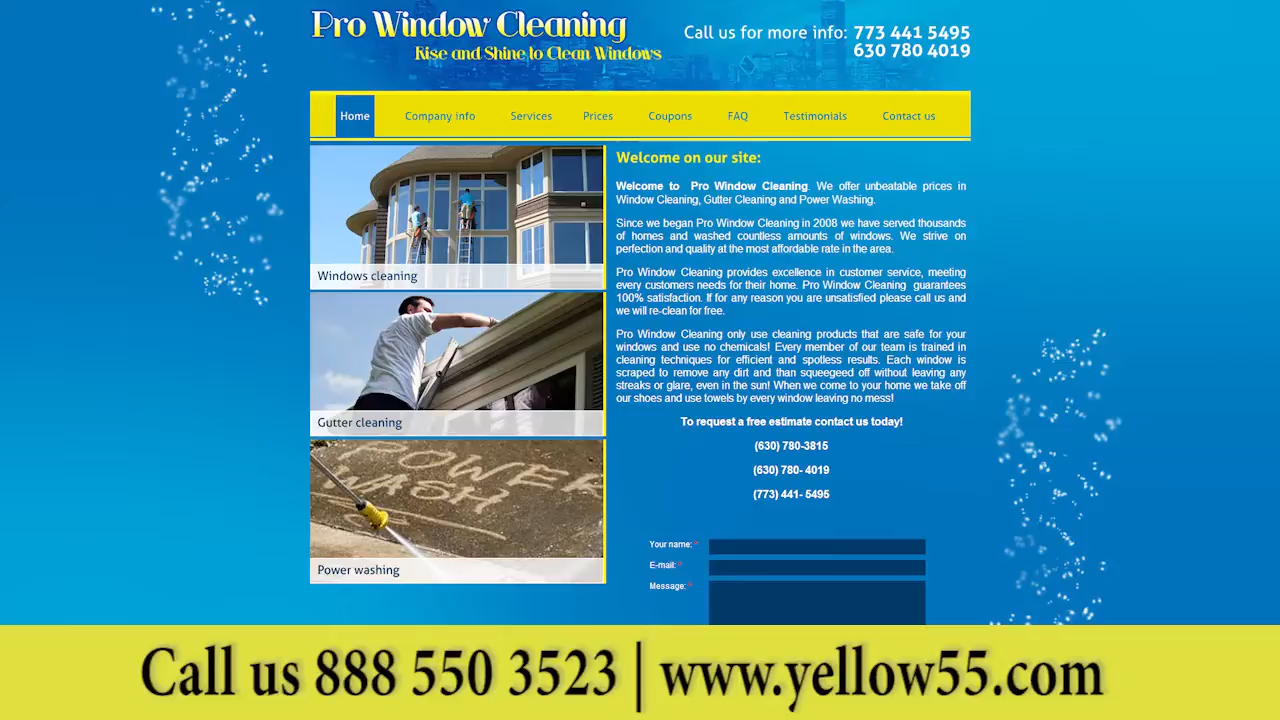 Pro Window Cleaning
Rise and Shine to Clean Windows
Call us for more info: 773 441 5495
630 780 4019
Home Company info Services Prices Coupons FAQ Testimonials Contact us
Windows cleaning
Gutter cleaning
POWER
WASH
Power washing
Welcome on our site:
Welcome to Pro Window Cleaning. We offer unbeatable prices in
Window Cleaning, Gutter Cleaning and Power Washing.
Since we began Pro Window Cleaning in 2008 we have served thousands
of homes and washed countless amounts of windows. We strive on
perfection and quality at the most affordable rate in the area.
Pro Window Cleaning provides excellence in customer service, meeting
every customers needs for their home. Pro Window Cleaning guarantees
100% satisfaction. If for any reason you are unsatisfied please call us and
we will re-clean for free.
Pro Window Cleaning only use cleaning products that are safe for your
windows and use no chemicals! Every member of our team is trained in
cleaning techniques for efficient and spotless results. Each window is
scraped to remove any dirt and than squeegeed off without leaving any
streaks or glare, even in the sun! When we come to your home we take off
our shoes and use towels by every window leaving no mess!
To request a free estimate contact us today!
(630) 780-3815
(630) 780- 4019
(773) 441- 5495
Your name: *
E-mail: *
Message: *
Call us 888 550 3523 | www.yellow55.com